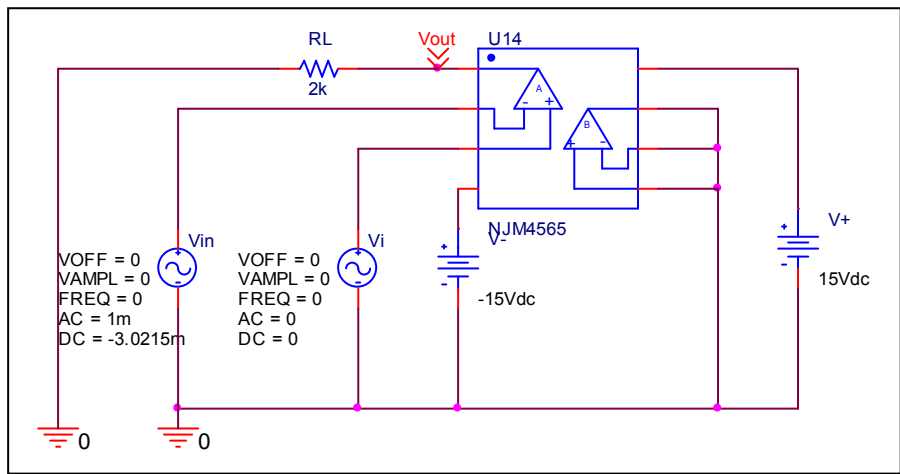 RL
2k
Vout
U14
A
- +
B
+ -
NJM4565
Vin
+
-
VOFF = 0
VAMPL = 0
FREQ = 0
AC = 1m
DC = -3.0215m
Vi
+
-
VOFF = 0
VAMPL = 0
FREQ = 0
AC = 0
DC = 0
V-
+
-
-15Vdc
V+
+
-
15Vdc
0
0